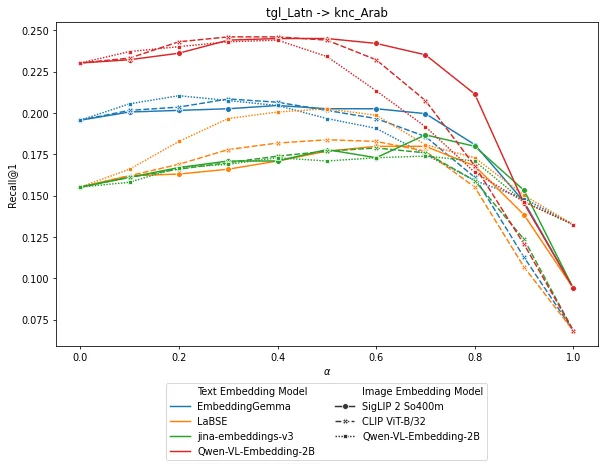 tgl_Latn -> knc_Arab
Recall@1
0.250
0.225
0.200
0.175
0.150
0.125
0.100
0.075
0.0 0.2 0.4 0.6 0.8 1.0
α
Text Embedding Model
EmbeddingGemma
LaBSE
jina-embeddings-v3
Qwen-VL-Embedding-2B
Image Embedding Model
SigLIP 2 So400m
CLIP ViT-B/32
Qwen-VL-Embedding-2B